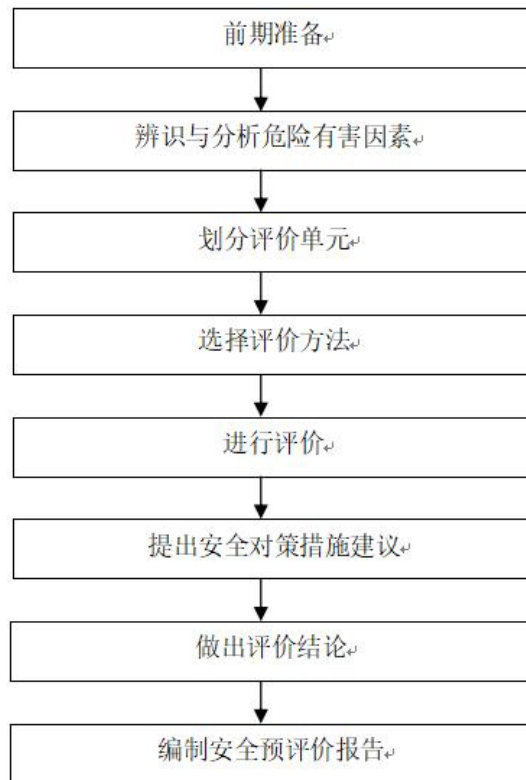 前期准备
辨识与分析危险有害因素
划分评价单元
选择评价方法
进行评价
提出安全对策措施建议
做出评价结论
编制安全预评价报告